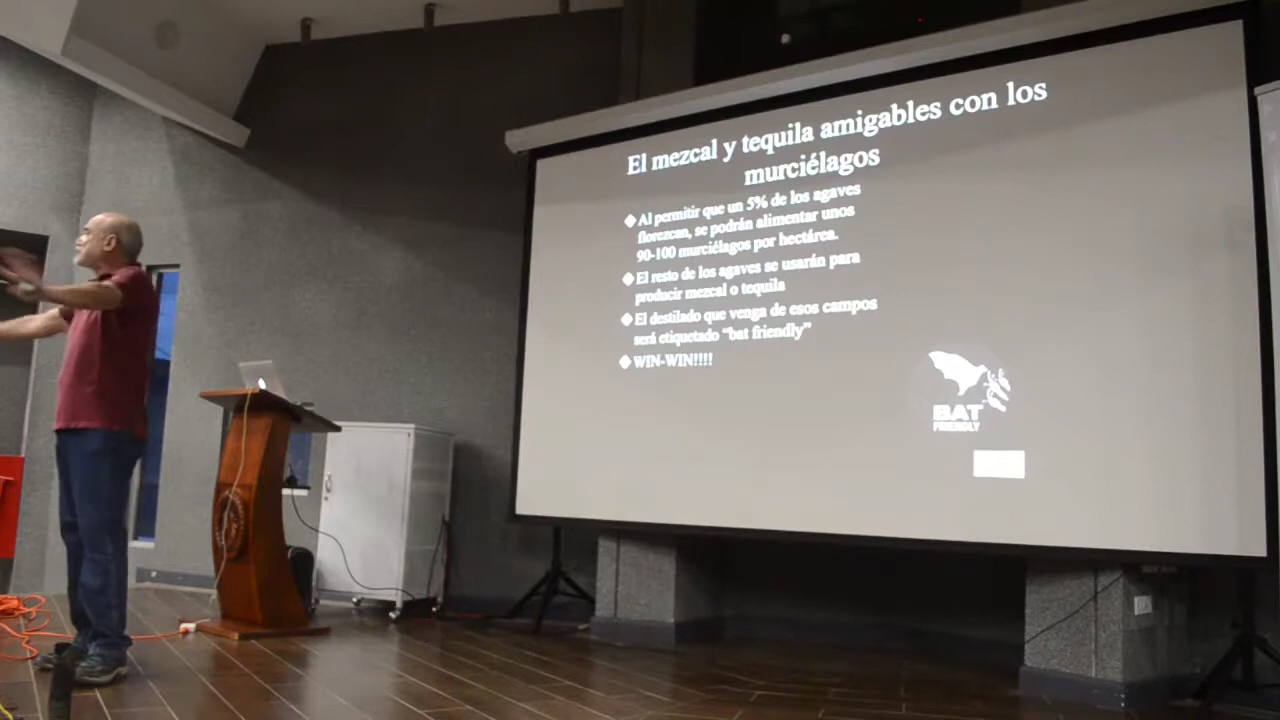 El mezcal y tequila amigables con los
murciélagos
Al permitir que un 5% de los agaves
florezcan, se podrán alimentar unos
90-100 murciélagos por hectárea.
El resto de los agaves se usarán para
producir mezcal o tequila
El destilado que venga de esos campos
será etiquetado “bat friendly”
WIN-WIN!!!!
BAT
FRIENDLY